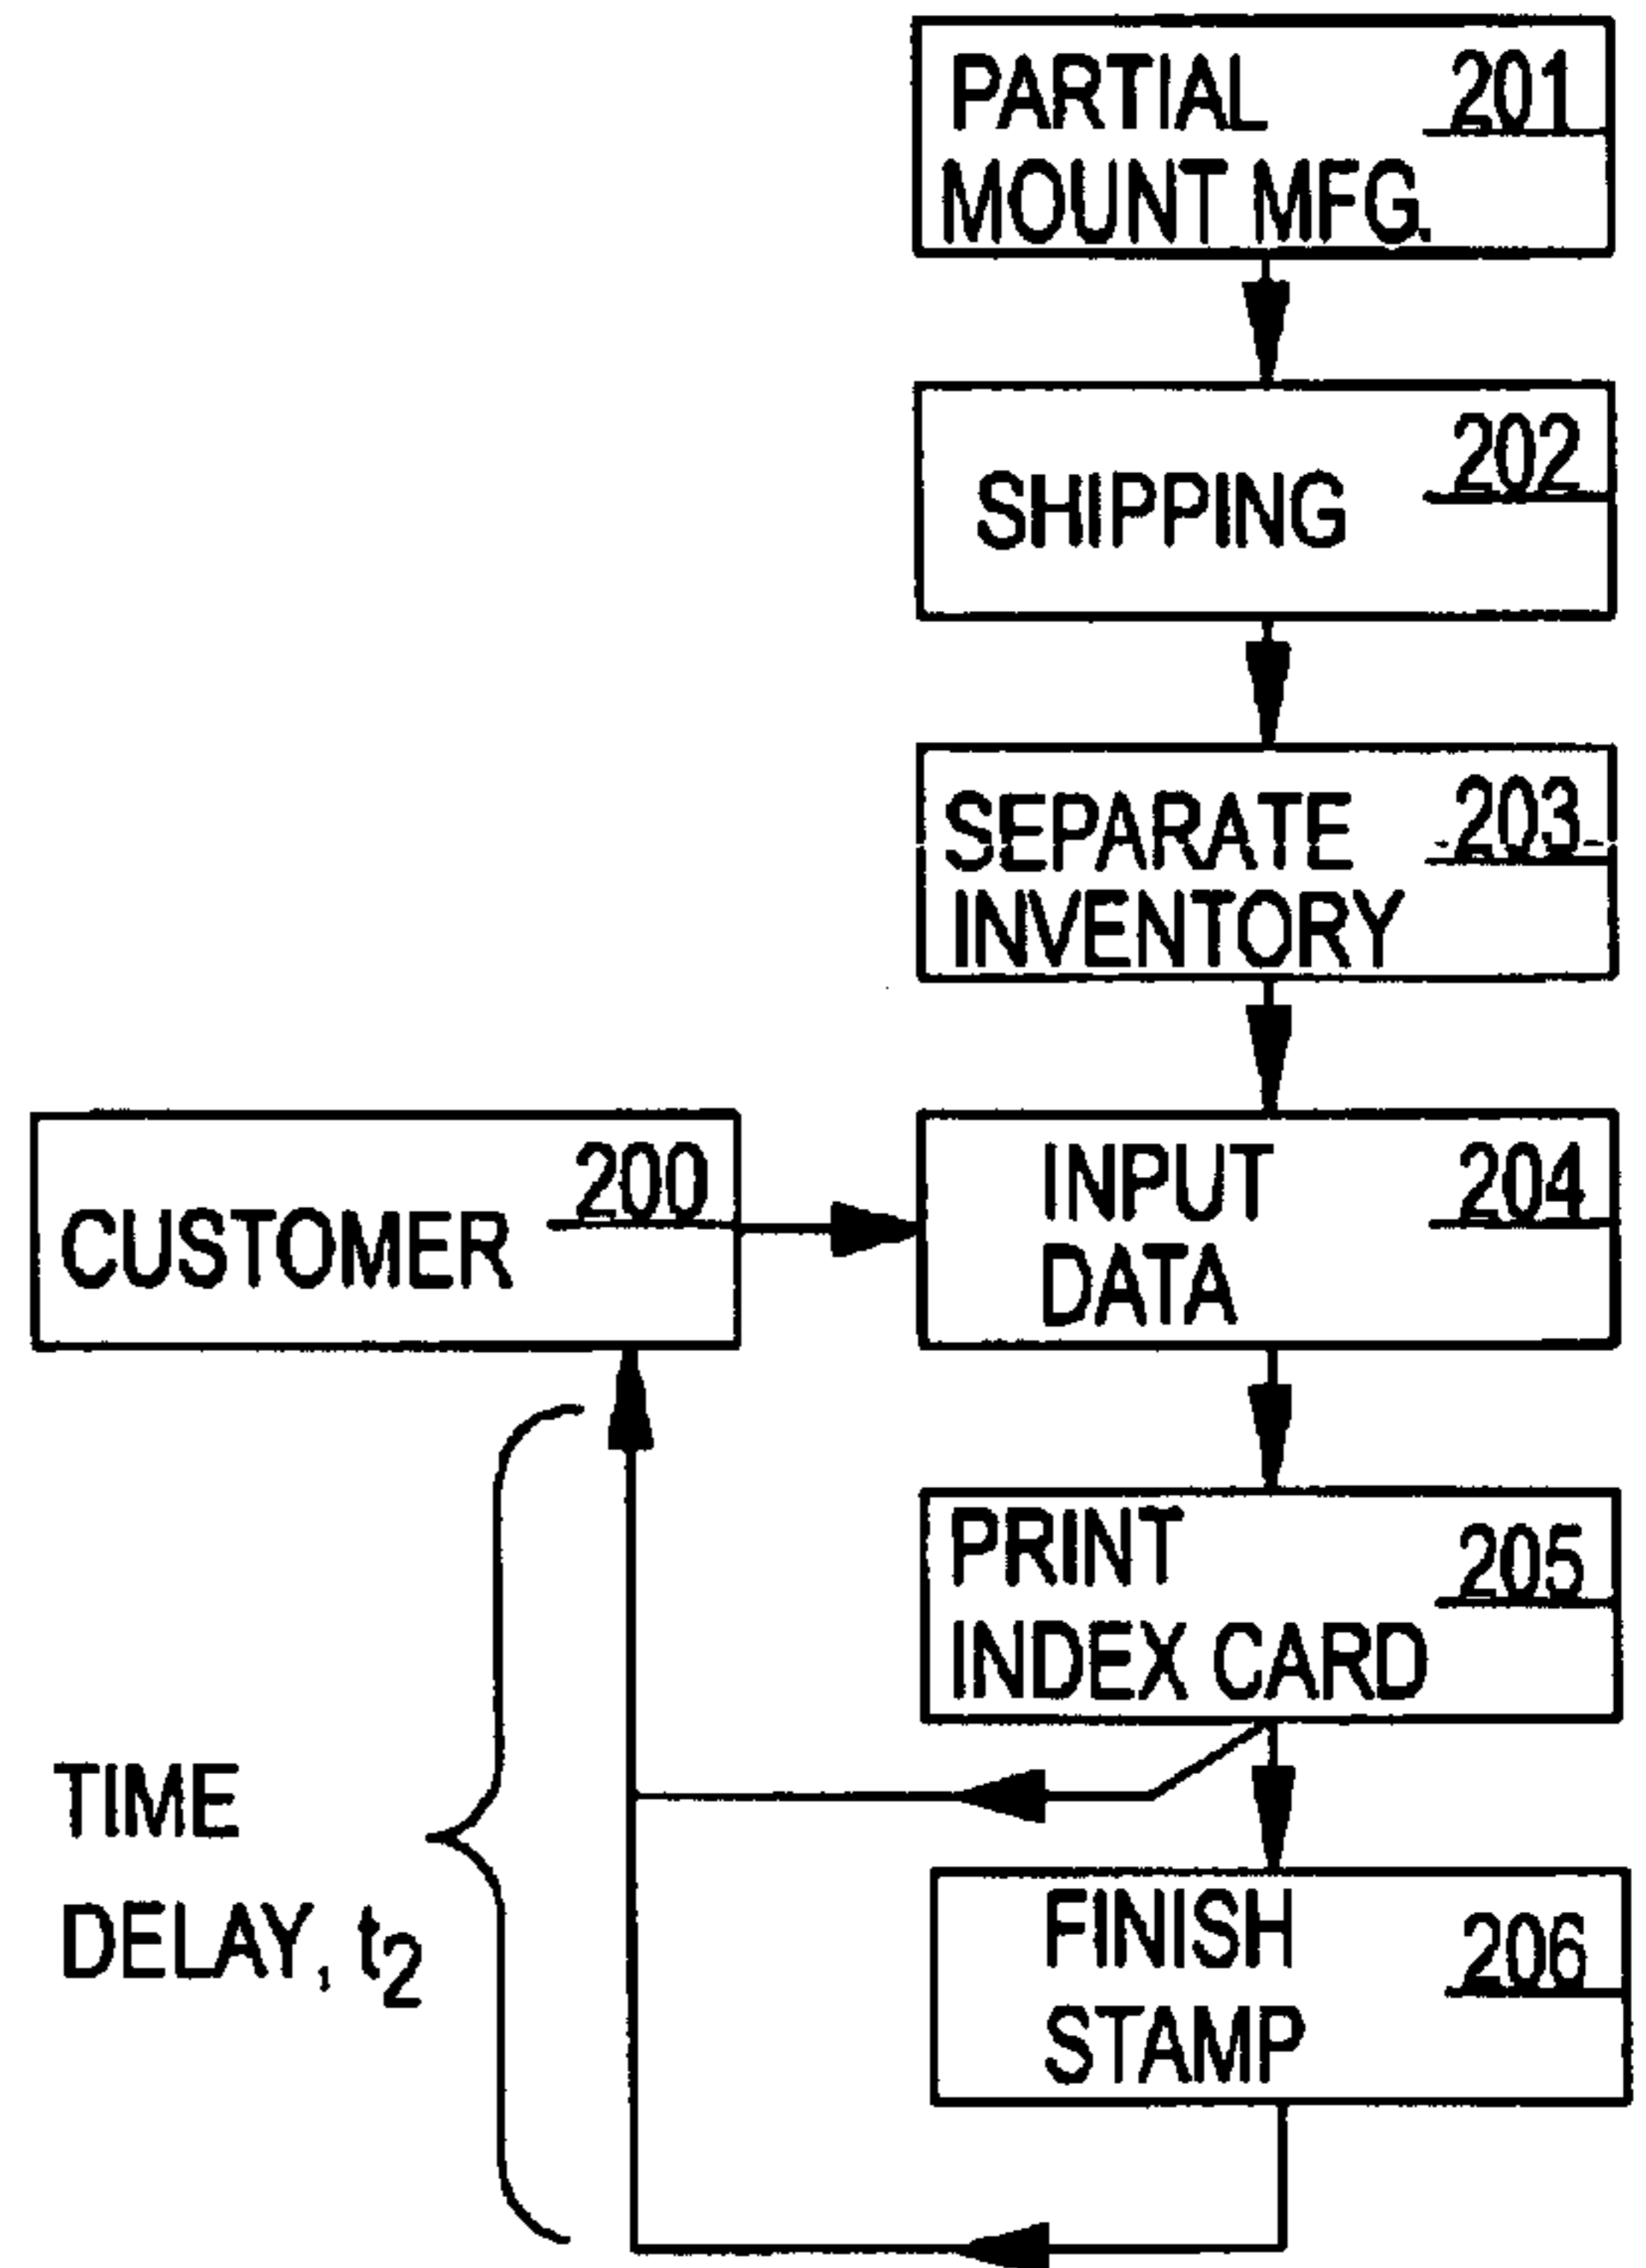 PARTIAL 201
MOUNT MFG.
SHIPPING 202
SEPARATE 203
INVENTORY
CUSTOMER 200
INPUT 204
DATA
PRINT 205
INDEX CARD
TIME
DELAY, t2
FINISH 206
STAMP